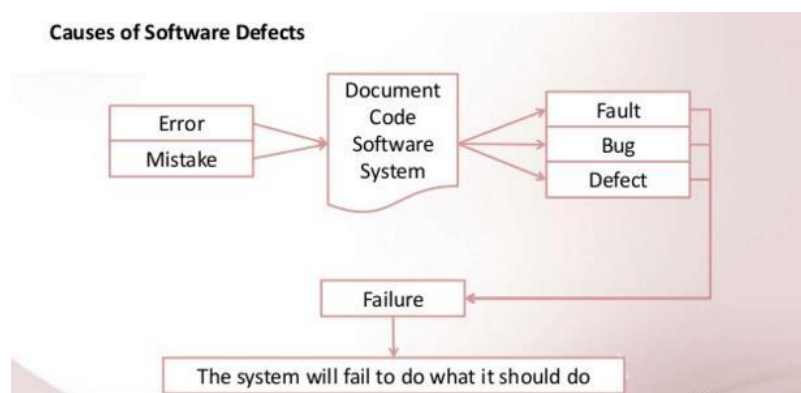 Causes of Software Defects
Error
Mistake
Document
Code
Software
System
Fault
Bug
Defect
Failure
The system will fail to do what it should do